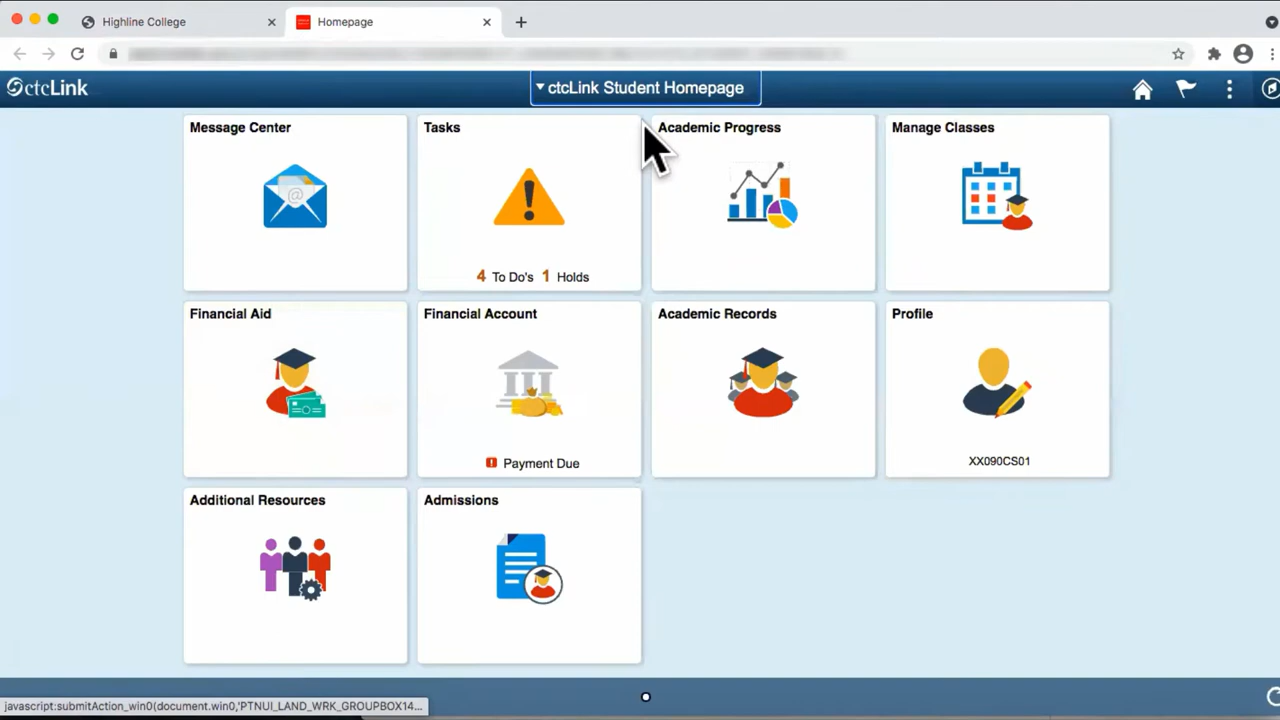 Highline College
Homepage
ctcLink
ctcLink Student Homepage
Message Center
Tasks
Academic Progress
Manage Classes
@
4 To Do's 1 Holds
Financial Aid
Financial Account
Academic Records
Profile
! Payment Due
XX090CS01
Additional Resources
Admissions
javascript:submitAction_win0(document.win0,'PTNUI_LAND_WRK_GROUPBOX14...